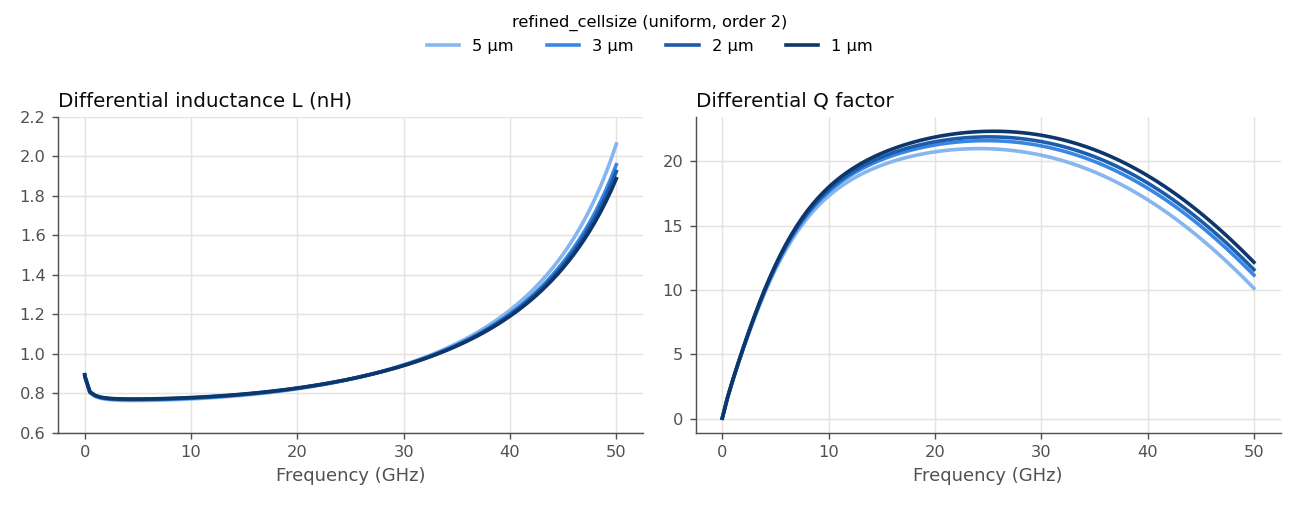 refined_cellsize (uniform, order 2)
5 µm 3 µm 2 µm 1 µm
Differential inductance L (nH)
2.2
2.0
1.8
1.6
1.4
1.2
1.0
0.8
0.6
0 10 20 30 40 50
Frequency (GHz)
Differential Q factor
20
15
10
5
0
0 10 20 30 40 50
Frequency (GHz)